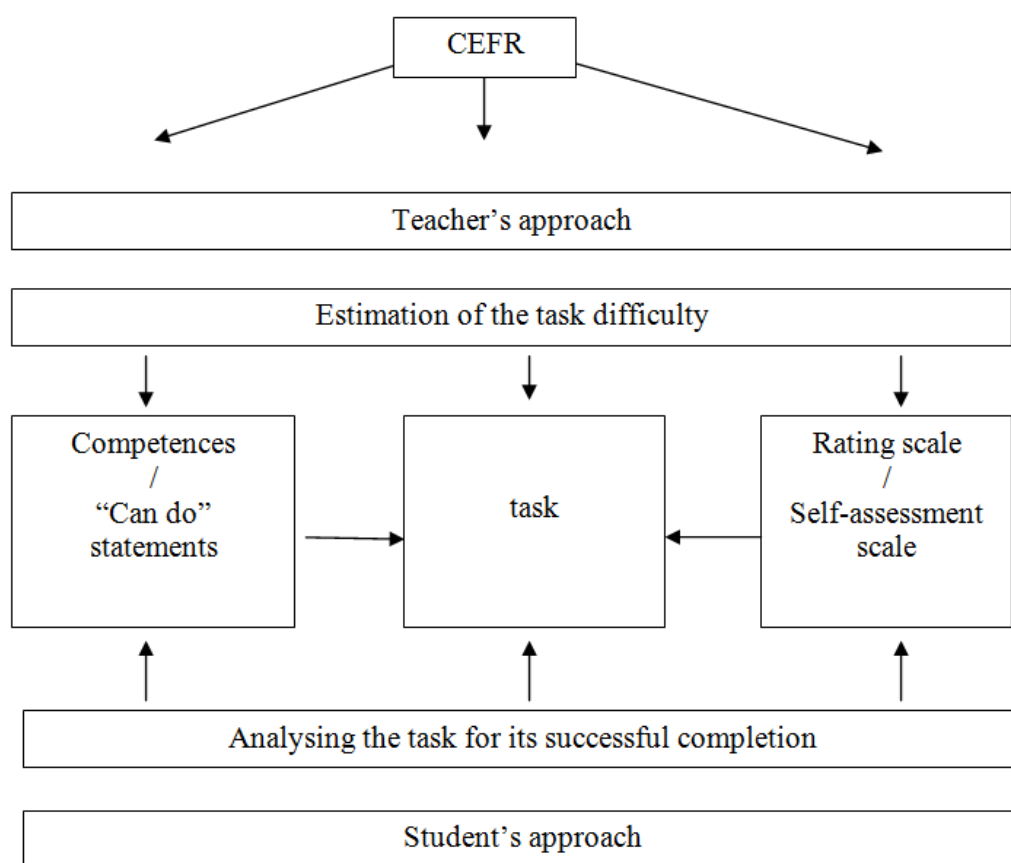 CEFR
Teacher’s approach
Estimation of the task difficulty
Competences
/
“Can do”
statements
task
Rating scale
/
Self-assessment
scale
Analysing the task for its successful completion
Student’s approach